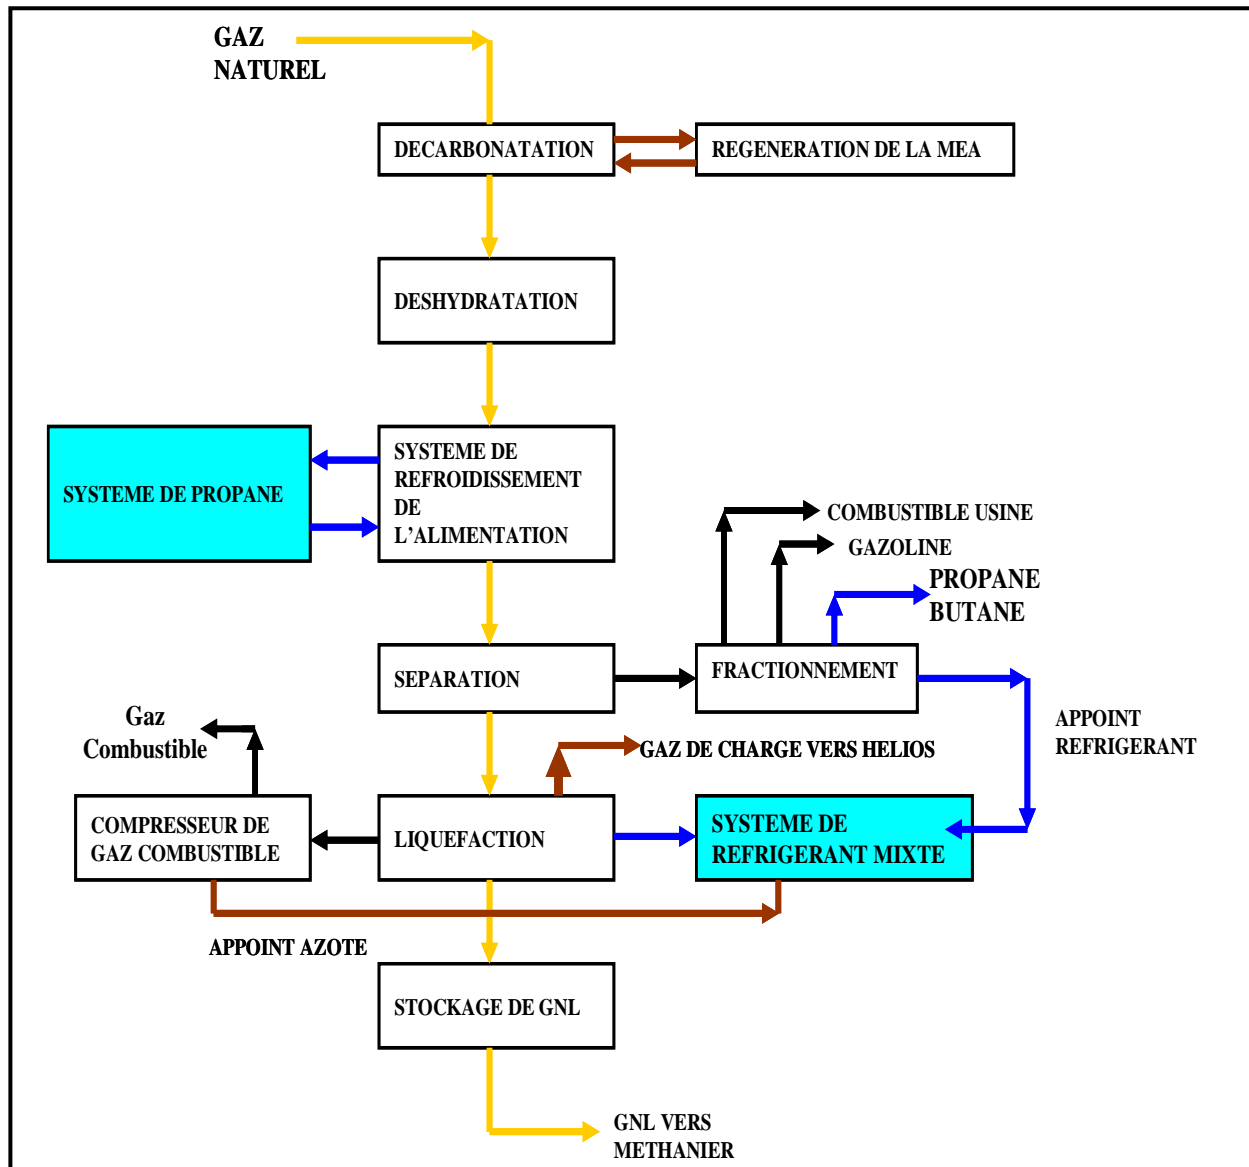 GAZ
NATUREL
DECARBONATATION
REGENERATION DE LA MEA
DESHYDRATATION
SYSTEME DE PROPANE
SYSTEME DE
REFROIDISSEMENT
DE
L’ALIMENTATION
COMBUSTIBLE USINE
GAZOLINE
PROPANE
BUTANE
SEPARATION
FRACTIONNEMENT
Gaz
Combustible
APPOINT
REFRIGERANT
GAZ DE CHARGE VERS HELIOS
COMPRESSEUR DE
GAZ COMBUSTIBLE
LIQUEFACTION
SYSTEME DE
REFRIGERANT MIXTE
APPOINT AZOTE
STOCKAGE DE GNL
GNL VERS
METHANIER